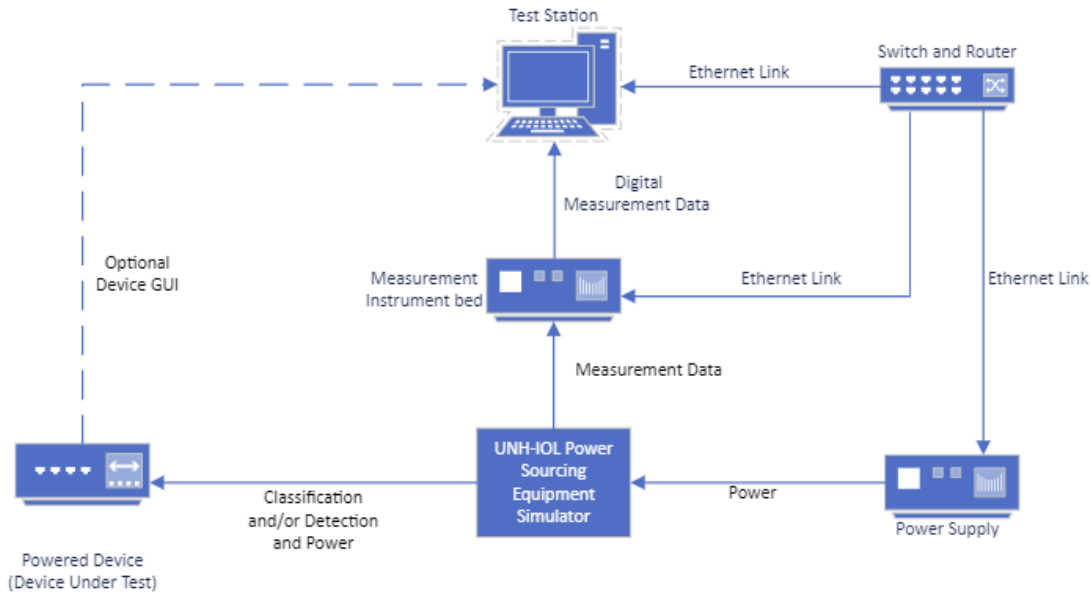 Test Station
Switch and Router
Ethernet Link
Digital
Measurement Data
Optional
Device GUI
Measurement
Instrument bed
Ethernet Link
Ethernet Link
Measurement Data
UNH-IOL Power
Sourcing
Equipment
Simulator
Classification
and/or Detection
and Power
Power
Power Supply
Powered Device
(Device Under Test)